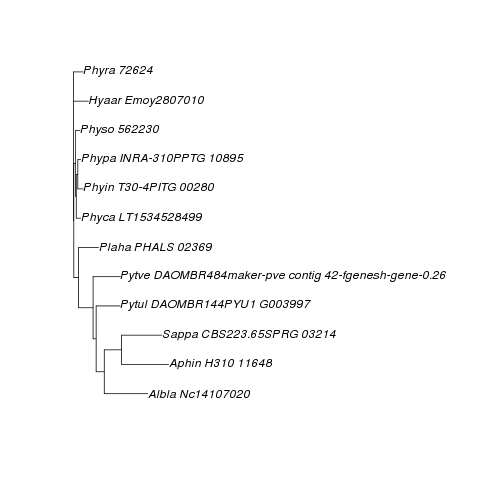 Phyra 72624
Hyaar Emoy2807010
Physo 562230
Phypa INRA-310PPTG 10895
Phyin T30-4PITG 00280
Phyca LT1534528499
Plaha PHALS 02369
Pytve DAOMBR484maker-pve contig 42-fgenesh-gene-0.26
Pytul DAOMBR144PYU1 G003997
Sappa CBS223.65SPRG 03214
Aphin H310 11648
Albla Nc14107020